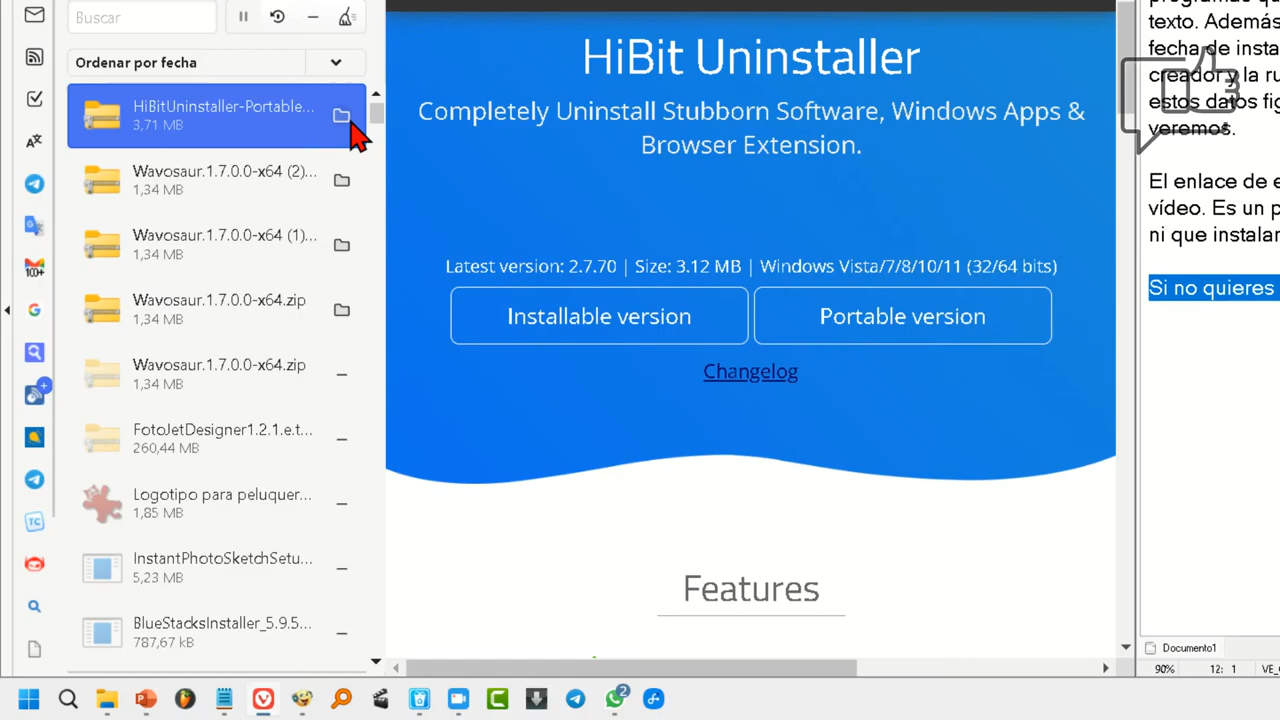 Buscar
Ordenar por fecha
HiBitUninstaller-Portable...
3,71 MB
Wavosaur.1.7.0.0-x64 (2)...
1,34 MB
Wavosaur.1.7.0.0-x64 (1)...
1,34 MB
Wavosaur.1.7.0.0-x64.zip
1,34 MB
Wavosaur.1.7.0.0-x64.zip
1,34 MB
FotoJetDesigner1.2.1.e.t...
260,44 MB
Logotipo para peluquer...
1,85 MB
InstantPhotoSketchSetu...
5,23 MB
BlueStacksInstaller_5.9.5...
787,67 kB
100+
TC
HiBit Uninstaller
Completely Uninstall Stubborn Software, Windows Apps &
Browser Extension.
Latest version: 2.7.70 | Size: 3.12 MB | Windows Vista/7/8/10/11 (32/64 bits)
Installable version
Portable version
Changelog
Features
texto. Además
fecha de insta
creador y la ru
estos datos fig
veremos.
El enlace de e
vídeo. Es un p
ni que instalar
Si no quieres
Documento1
90%
12: 1
VE_
2